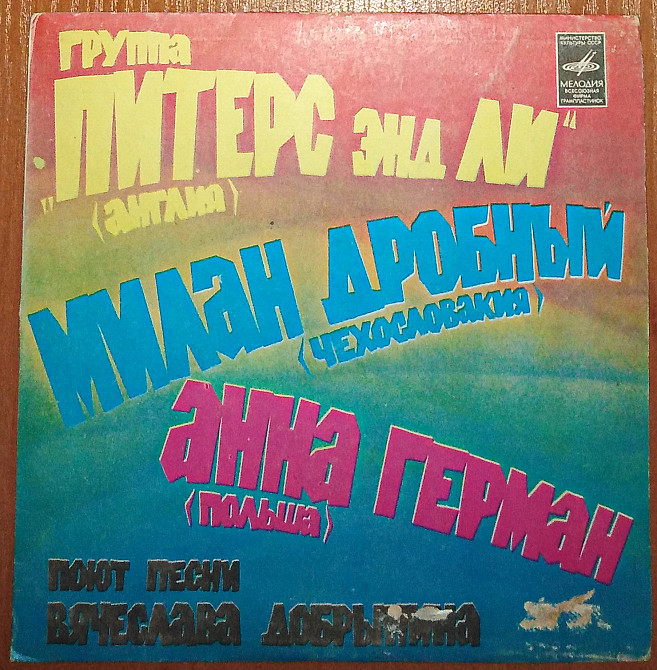 МИНИСТЕРСТВО
КУЛЬТУРЫ СССР
МЕЛОДИЯ
ВСЕСОЮЗНАЯ
ФИРМА
ГРАМПЛАСТИНОК
ГРУППА
„ПИТЕРС ЭНД ЛИ“
(АНГЛИЯ)
МИЛАН ДРОБНЫЙ
(ЧЕХОСЛОВАКИЯ)
АННА ГЕРМАН
(ПОЛЬША)
ПОЮТ ПЕСНИ
ВЯЧЕСЛАВА ДОБРЫНИНА